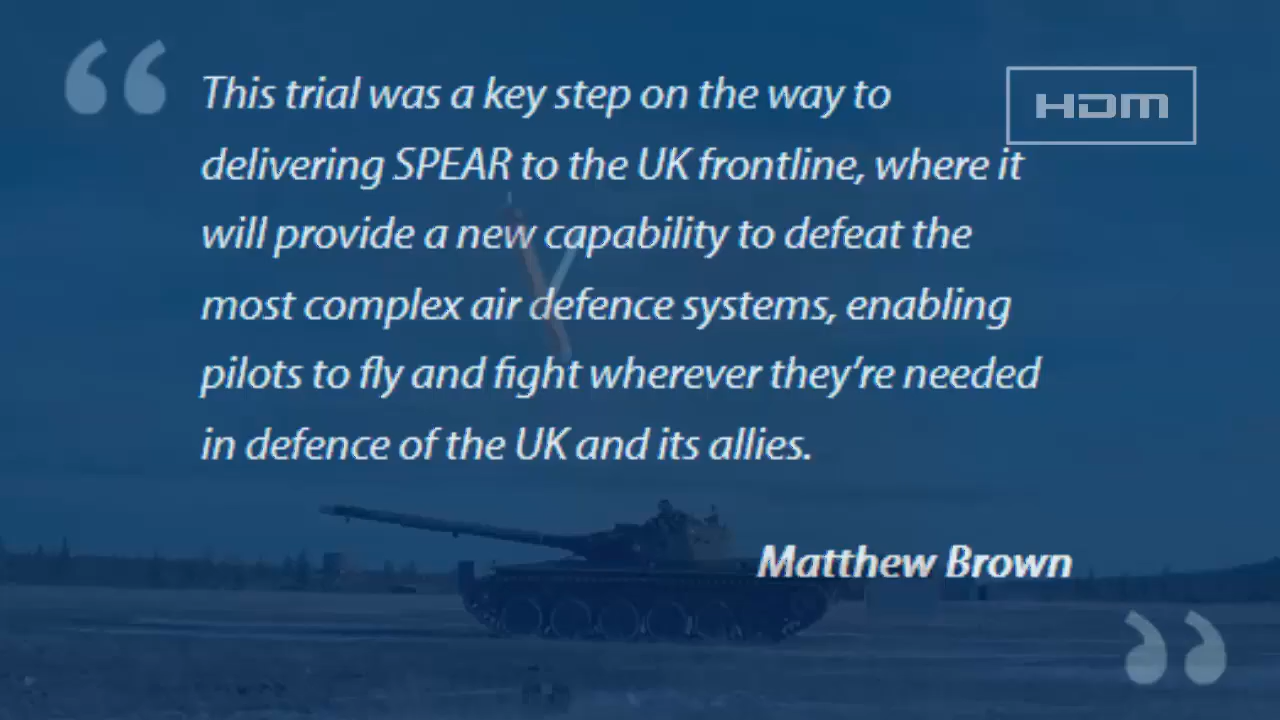 This trial was a key step on the way to
HDM
delivering SPEAR to the UK frontline, where it
will provide a new capability to defeat the
most complex air defence systems, enabling
pilots to fly and fight wherever they're needed
in defence of the UK and its allies.
Matthew Brown